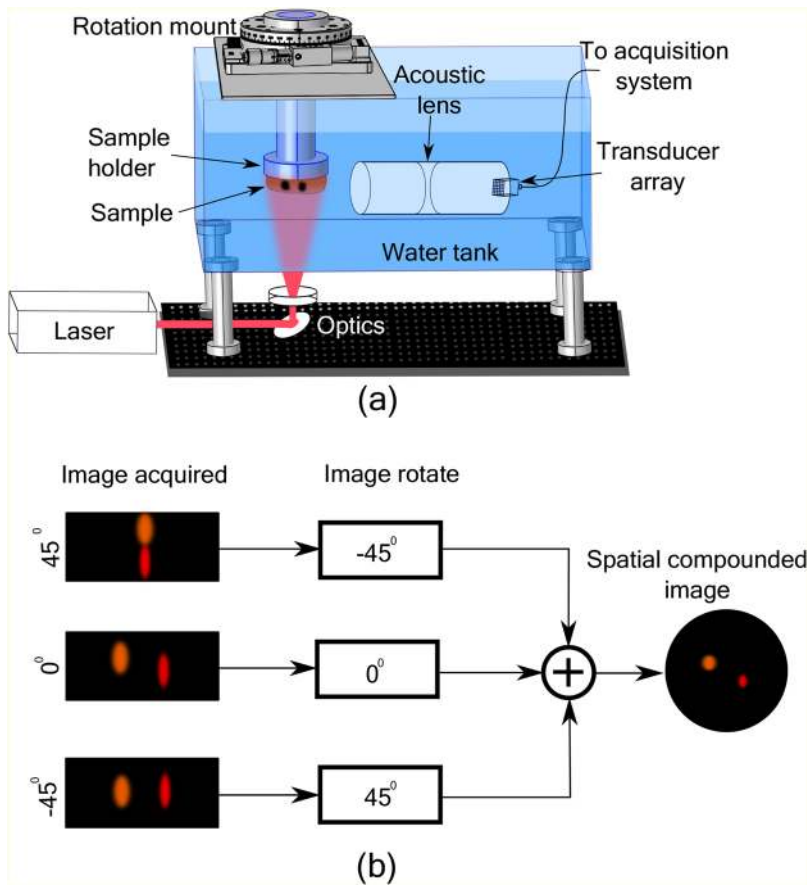 Rotation mount
To acquisition
system
Acoustic
lens
Sample
holder
Transducer
array
Sample
Water tank
Laser
Optics
(a)
Image acquired
Image rotate
45⁰
-45⁰
Spatial compounded
image
0⁰
0⁰
-45⁰
45⁰
(b)